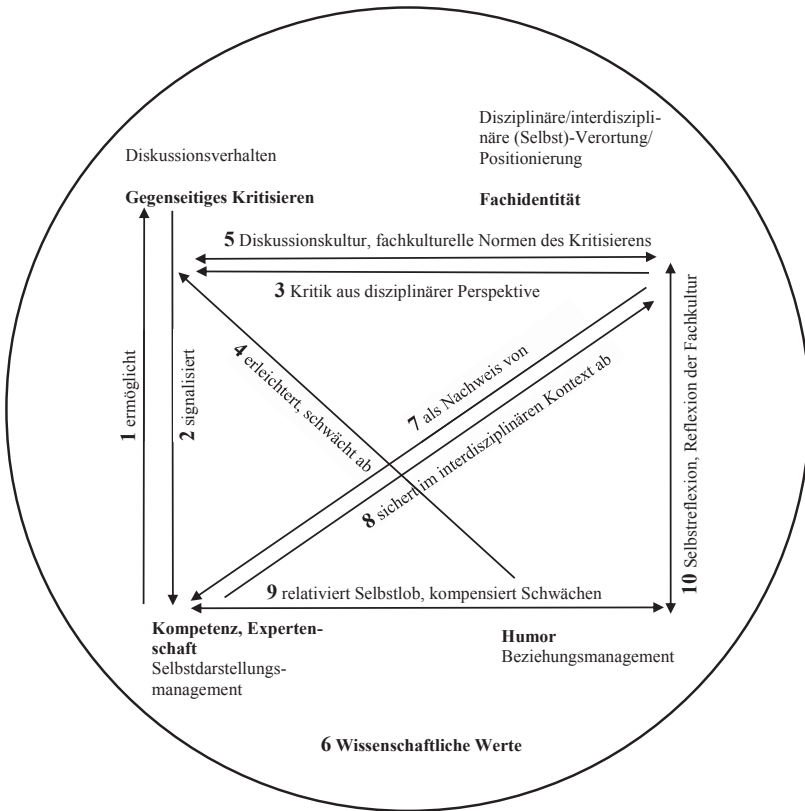 Disziplinäre/interdiszipli-
näre (Selbst)-Verortung/
Positionierung
Diskussionsverhalten
Gegenseitiges Kritisieren
Fachidentität
5 Diskussionskultur, fachkulturelle Normen des Kritisierens
3 Kritik aus disziplinärer Perspektive
1 ermöglicht
2 signalisiert
4 erleichtert, schwächt ab
7 als Nachweis von
8 sichert im interdisziplinären Kontext ab
10 Selbstreflexion, Reflexion der Fachkultur
9 relativiert Selbstlob, kompensiert Schwächen
Kompetenz, Experten-
schaft
Selbstdarstellungs-
management
Humor
Beziehungsmanagement
6 Wissenschaftliche Werte